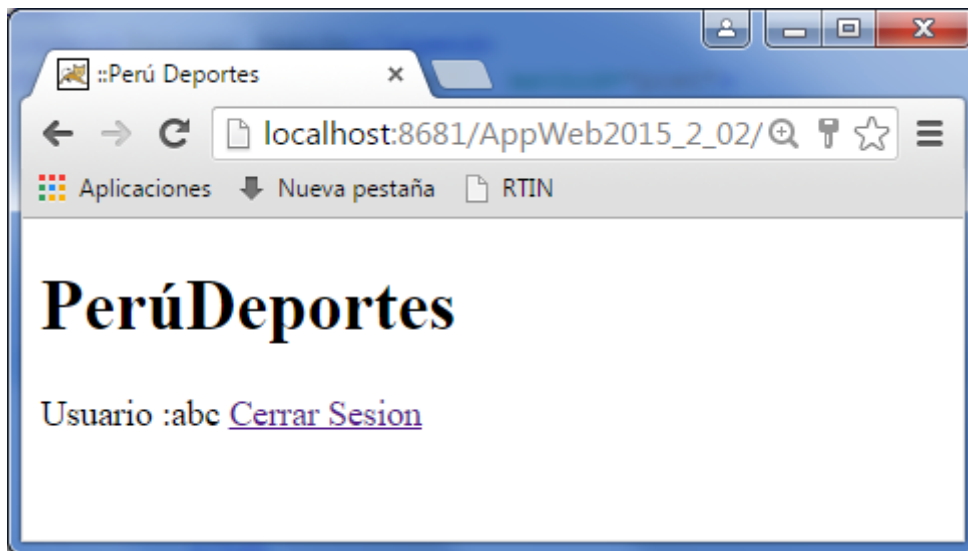 ::Perú Deportes
localhost:8681/AppWeb2015_2_02/
Aplicaciones Nueva pestaña RTIN
PerúDeportes
Usuario :abc Cerrar Sesion